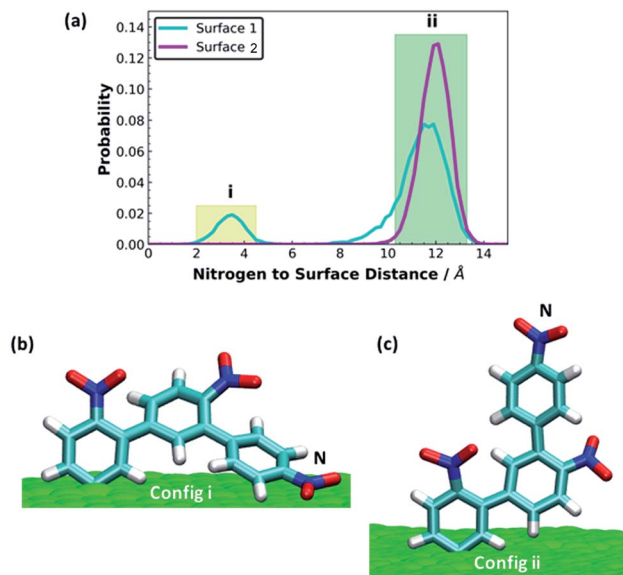 (a)
Surface 1
Surface 2
i
ii
0.14
0.12
0.10
0.08
0.06
0.04
0.02
0.00
Probability
0 2 4 6 8 10 12 14
Nitrogen to Surface Distance / Å
(b)
N
Config i
(c)
N
Config ii